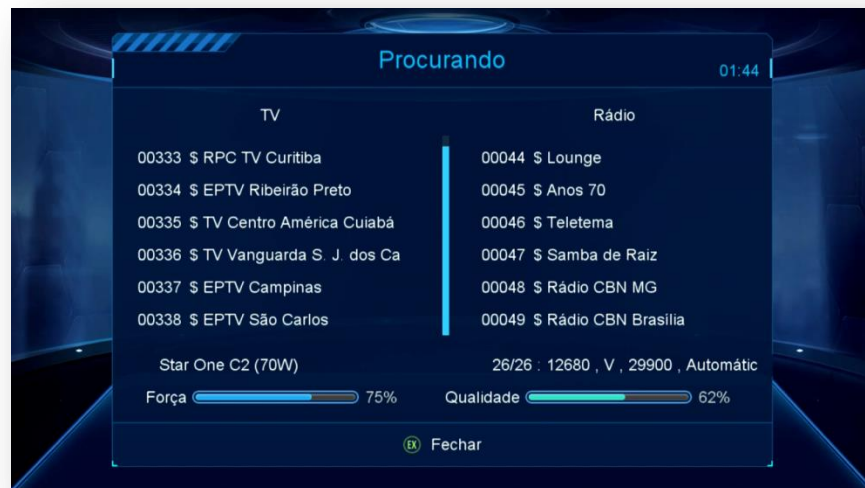 Procurando
01:44
TV
Rádio
00333 $ RPC TV Curitiba
00334 $ EPTV Ribeirão Preto
00335 $ TV Centro América Cuiabá
00336 $ TV Vanguarda S. J. dos Ca
00337 $ EPTV Campinas
00338 $ EPTV São Carlos
00044 $ Lounge
00045 $ Anos 70
00046 $ Teletema
00047 $ Samba de Raiz
00048 $ Rádio CBN MG
00049 $ Rádio CBN Brasilia
Star One C2 (70W)
26/26 : 12680 , V , 29900 , Automátic
Força 75%
Qualidade 62%
EX Fechar